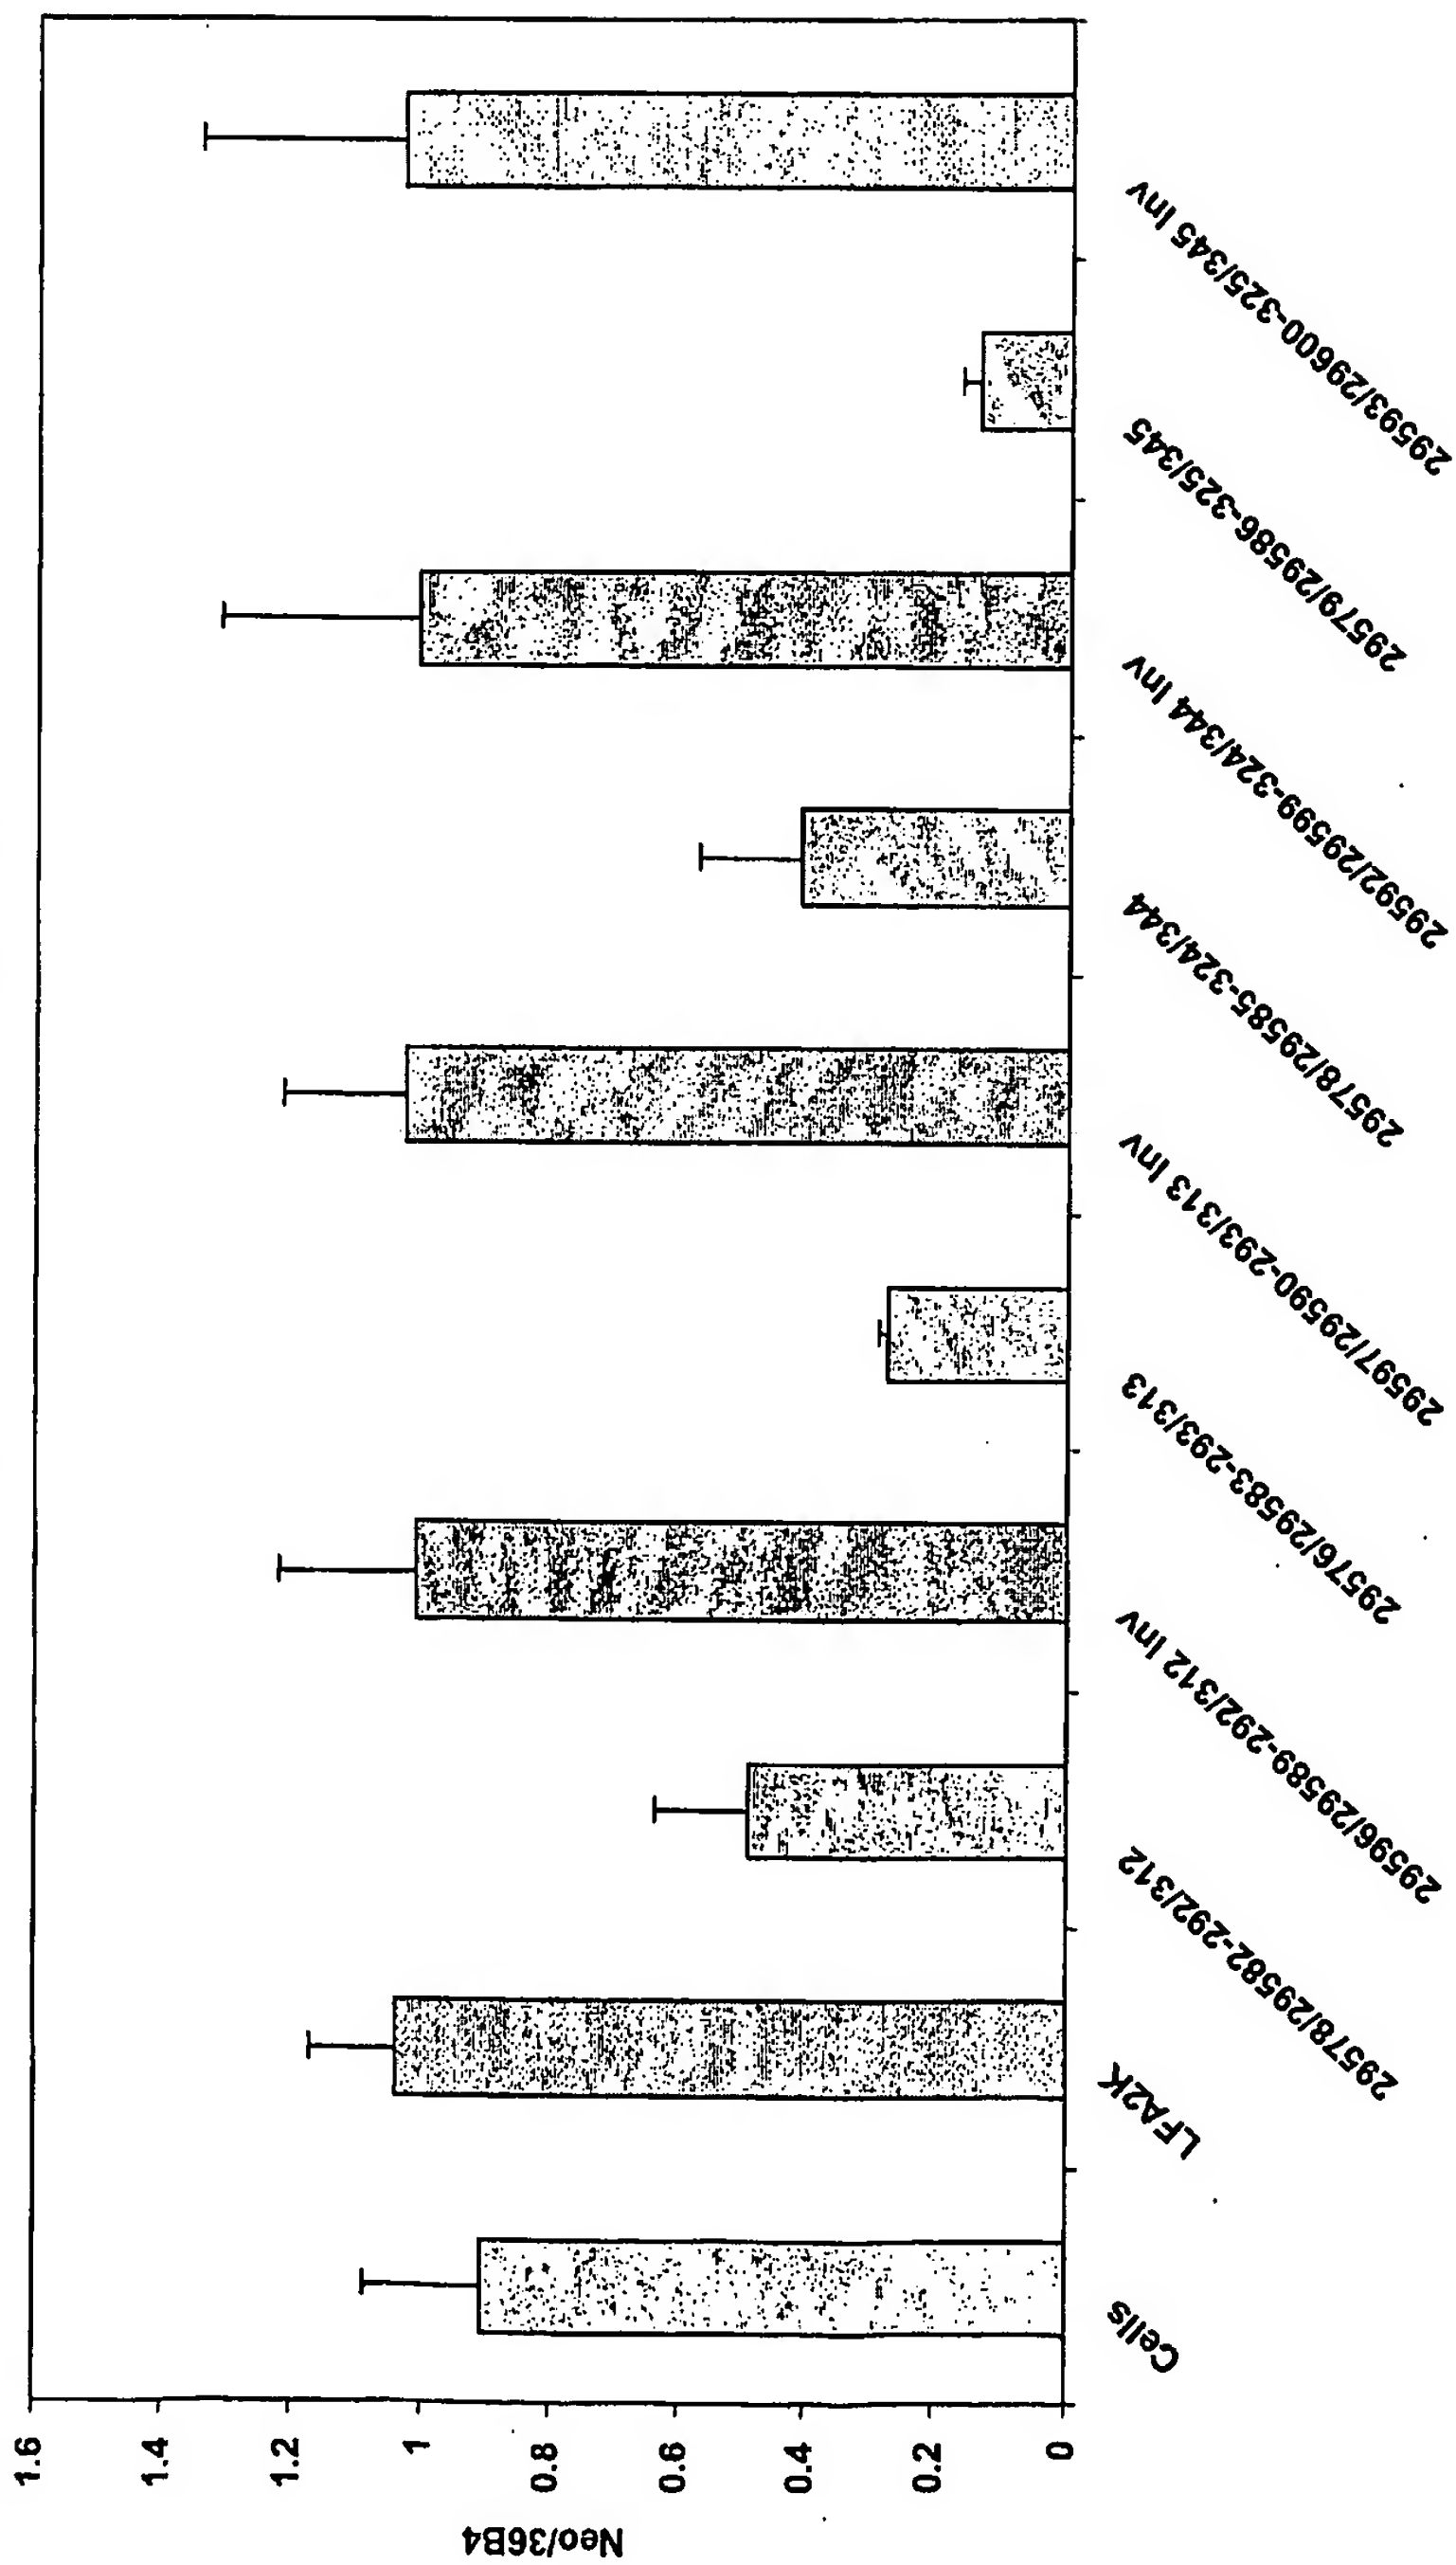 Neo/36B4
1.6
1.4
1.2
1
0.8
0.6
0.4
0.2
0
Cells
LFA2K
29578/29582-292/312
29596/29589-292/312 Inv
29576/29583-293/313
29597/29590-293/313 Inv
29578/29585-324/344
29592/29599-324/344 Inv
29579/29586-325/345
29593/29600-325/345 Inv